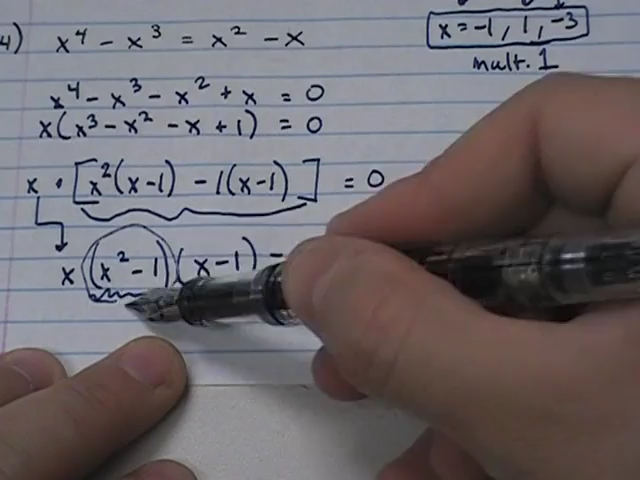 4) x⁴ - x³ = x² - x
x = -1, 1, -3
mult. 1
x⁴ - x³ - x² + x = 0
x(x³ - x² - x + 1) = 0
x • [x²(x-1) - 1(x-1)] = 0
x (x² - 1)(x-1) =